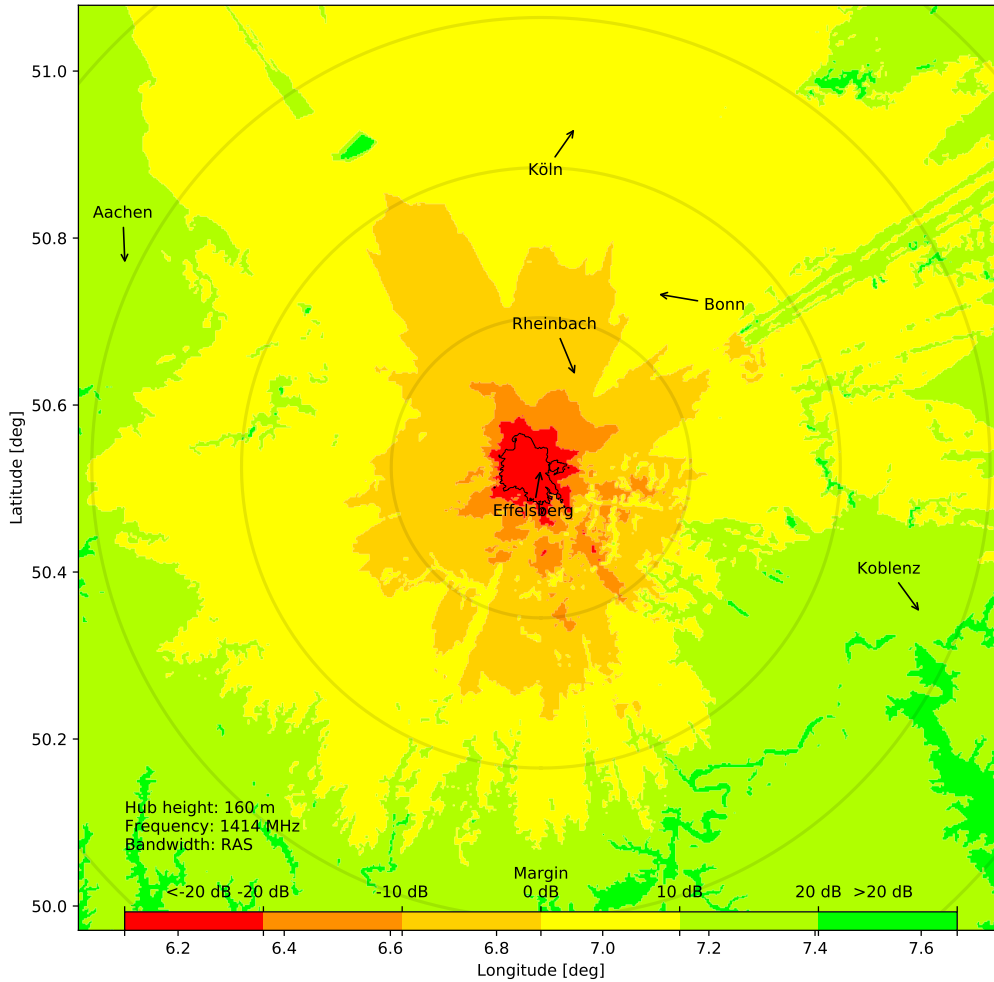 51.0
Köln
Aachen
50.8
Bonn
Rheinbach
50.6
Latitude [deg]
Effelsberg
50.4
Koblenz
50.2
Hub height: 160 m
Frequency: 1414 MHz
Bandwidth: RAS
Margin
<-20 dB -20 dB -10 dB 0 dB 10 dB 20 dB >20 dB
50.0
6.2 6.4 6.6 6.8 7.0 7.2 7.4 7.6
Longitude [deg]